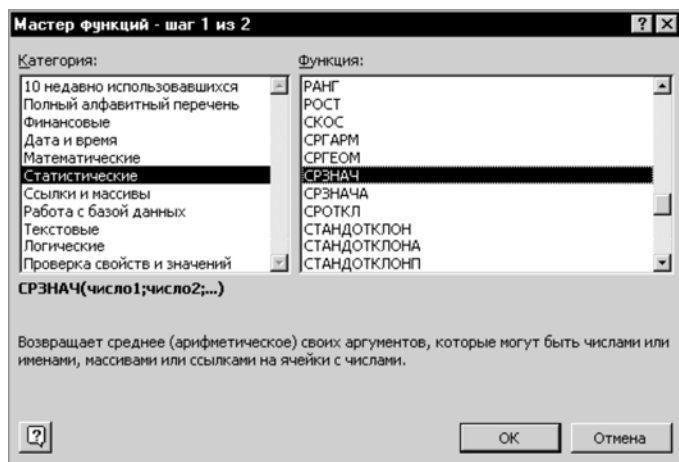 Мастер функций - шаг 1 из 2
Категория:
10 недавно использовавшихся
Полный алфавитный перечень
Финансовые
Дата и время
Математические
Статистические
Ссылки и массивы
Работа с базой данных
Текстовые
Логические
Проверка свойств и значений
Функция:
РАНГ
РОСТ
СКОС
СРГАРМ
СРГЕОМ
СРЗНАЧ
СРЗНАЧА
СРОТКЛ
СТАНДОТКЛОН
СТАНДОТКЛОНА
СТАНДОТКЛОНП
СРЗНАЧ(число1;число2;...)
Возвращает среднее (арифметическое) своих аргументов, которые могут быть числами или
именами, массивами или ссылками на ячейки с числами.
OK
Отмена